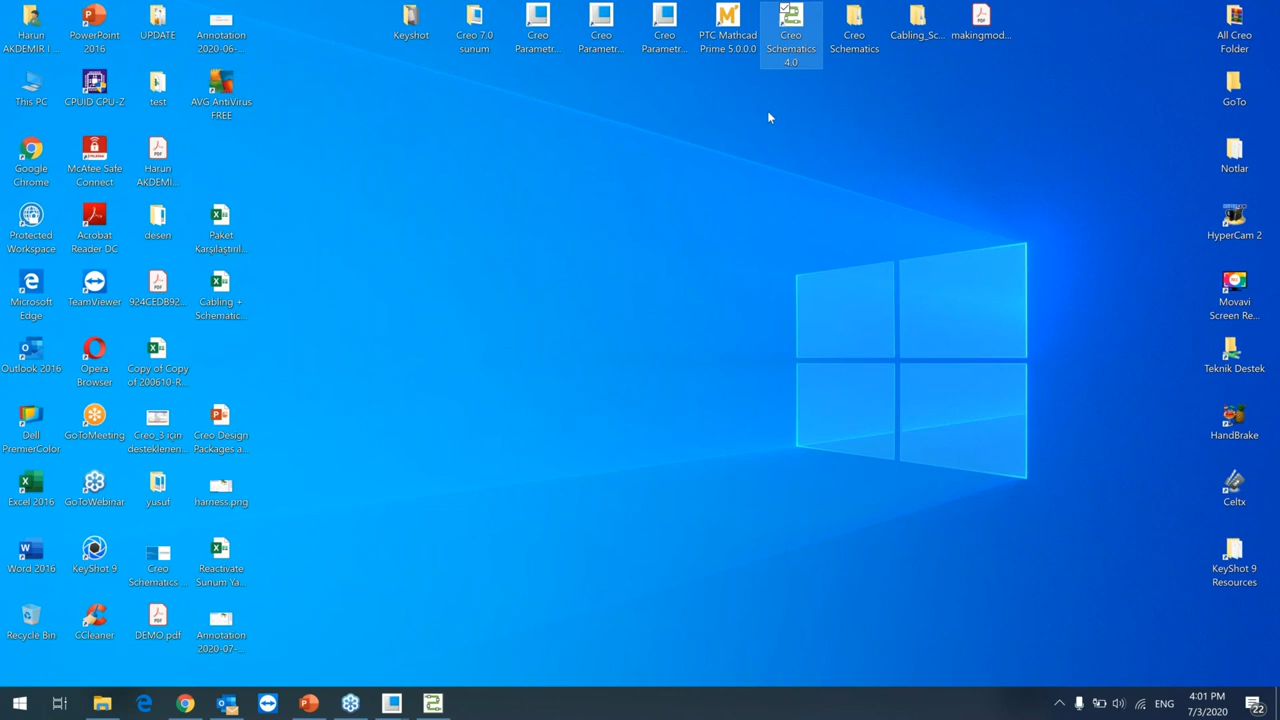 Harun
AKDEMIR I ...
PowerPoint
2016
UPDATE
Annotation
2020-06-...
Keyshot
Creo 7.0
sunum
Creo
Parametr...
Creo
Parametr...
Creo
Parametr...
PTC Mathcad
Prime 5.0.0.0
Creo
Schematics
4.0
Creo
Schematics
Cabling_Sc...
makingmod...
All Creo
Folder
This PC
CPUID CPU-Z
test
AVG AntiVirus
FREE
GoTo
Google
Chrome
McAfee Safe
Connect
Harun
AKDEMİ...
Notlar
Protected
Workspace
Acrobat
Reader DC
desen
Paket
Karşılaştırıl...
HyperCam 2
Microsoft
Edge
TeamViewer
924CEDB92...
Cabling +
Schematic...
Movavi
Screen Re...
Outlook 2016
Opera
Browser
Copy of Copy
of 200610-R...
Teknik Destek
Dell
PremierColor
GoToMeeting
Creo_3 için
desteklenen...
Creo Design
Packages a...
HandBrake
Excel 2016
GoToWebinar
yusuf
harness.png
Celtx
Word 2016
KeyShot 9
Creo
Schematics ...
Reactivate
Sunum Ya...
KeyShot 9
Resources
Recycle Bin
CCleaner
DEMO.pdf
Annotation
2020-07-...
ENG
4:01 PM
7/3/2020
22